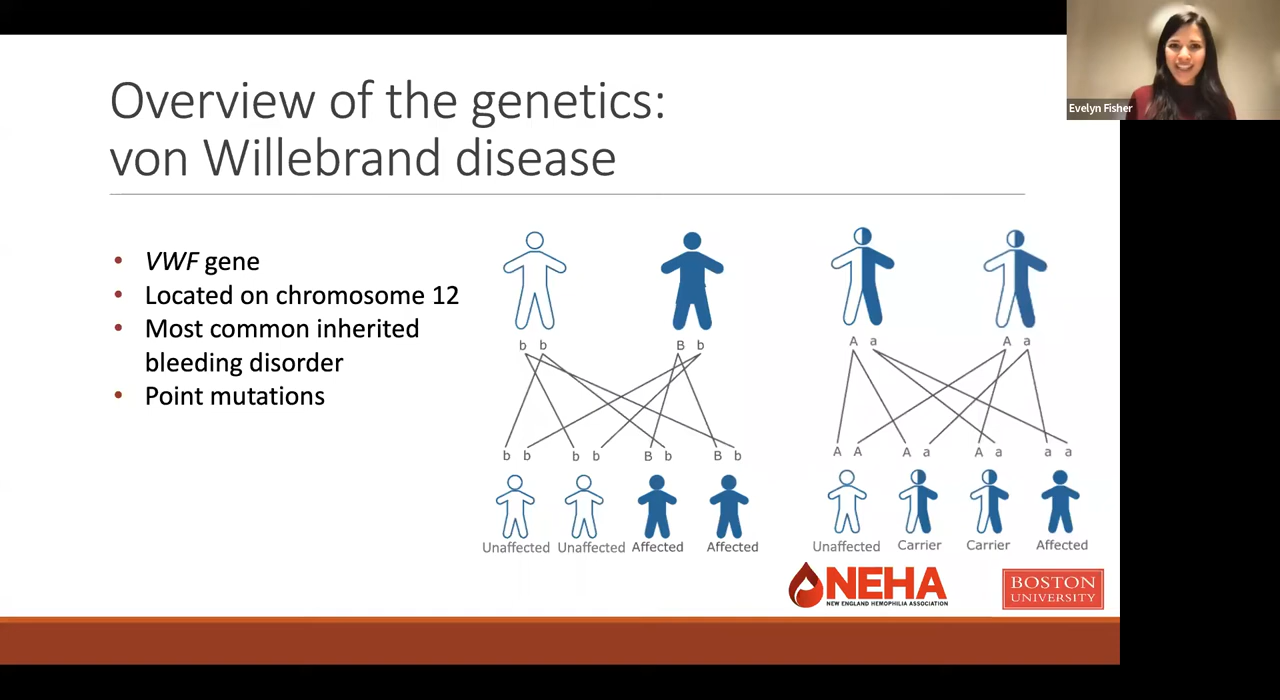 Overview of the genetics:
von Willebrand disease
Evelyn Fisher
• VWF gene
• Located on chromosome 12
• Most common inherited
bleeding disorder
• Point mutations
b b B b
b b b b B b B b
Unaffected Unaffected Affected Affected
A a A a
A A A a A a a a
Unaffected Carrier Carrier Affected
NEHA
NEW ENGLAND HEMOPHILIA ASSOCIATION
BOSTON
UNIVERSITY